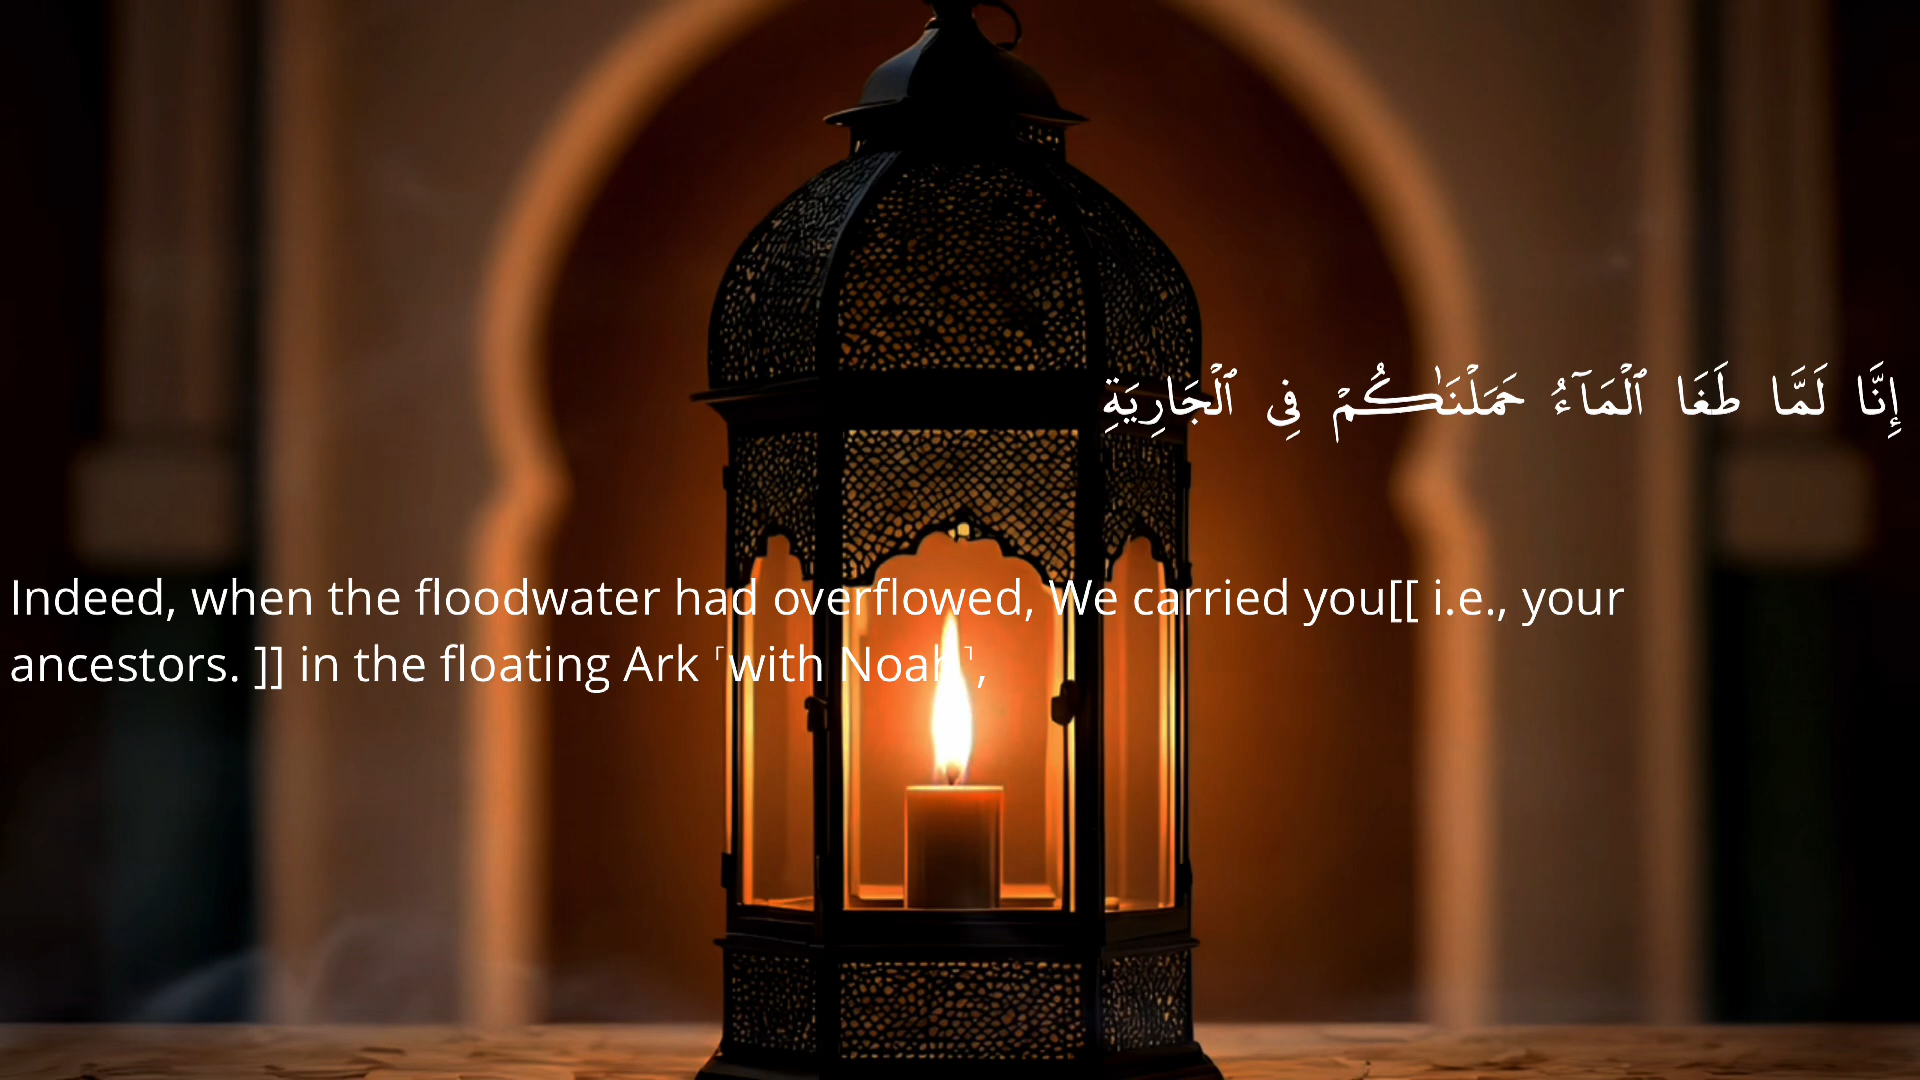 إِنَّا لَمَّا طَغَا ٱلْمَآءُ حَمَلْنَـٰكُمْ فِى ٱلْجَارِيَةِ
Indeed, when the floodwater had overflowed, We carried you[[ i.e., your
ancestors. ]] in the floating Ark ˹with Noah˺,